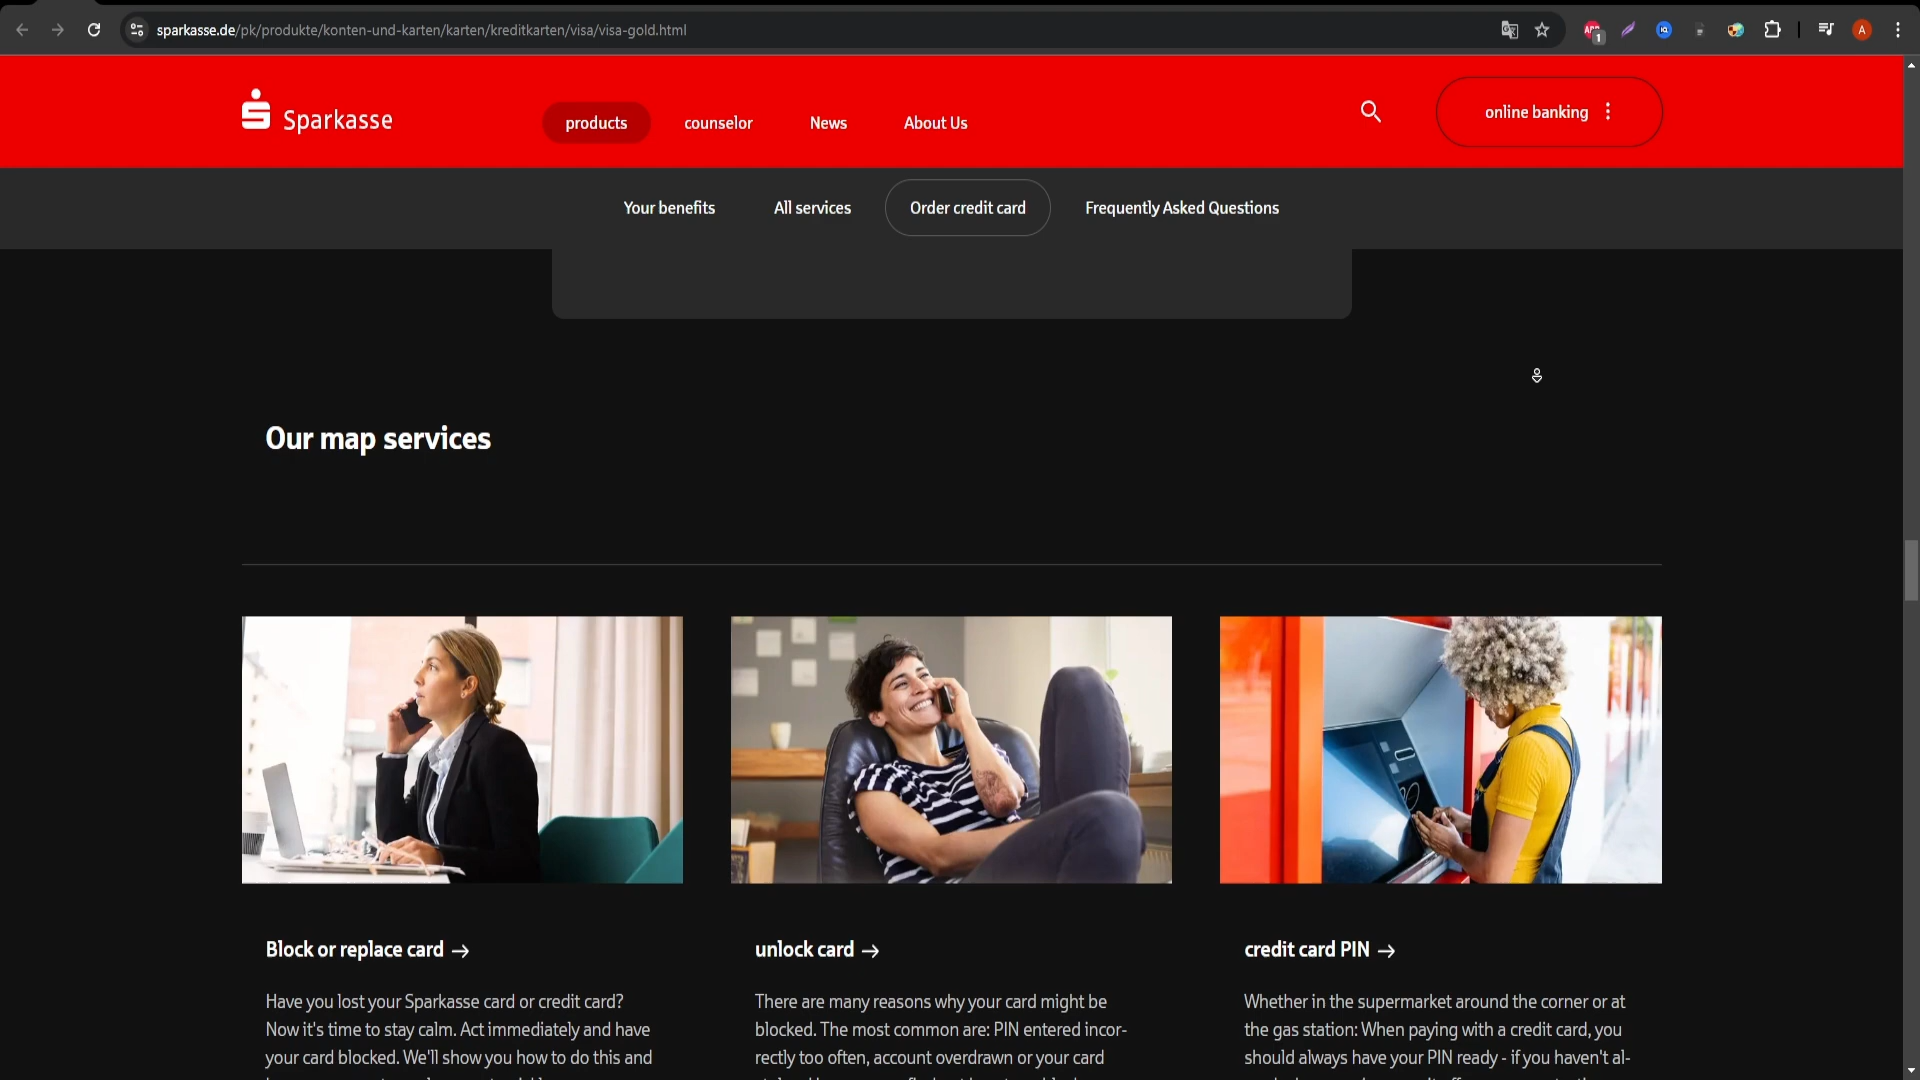 sparkasse.de/pk/produkte/konten-und-karten/karten/kreditkarten/visa/visa-gold.html
1
A
Sparkasse
products
counselor
News
About Us
online banking
Your benefits
All services
Order credit card
Frequently Asked Questions
Our map services
Block or replace card →
Have you lost your Sparkasse card or credit card?
Now it's time to stay calm. Act immediately and have
your card blocked. We'll show you how to do this and
unlock card →
There are many reasons why your card might be
blocked. The most common are: PIN entered incor-
rectly too often, account overdrawn or your card
credit card PIN →
Whether in the supermarket around the corner or at
the gas station: When paying with a credit card, you
should always have your PIN ready - if you haven't al-